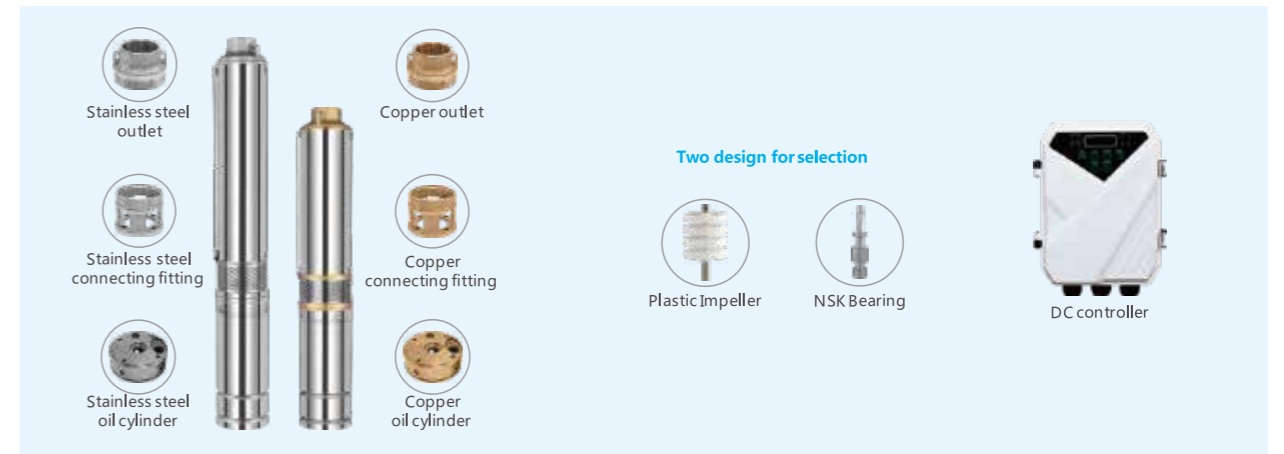 Stainless steel
outlet
Copper outlet
Two design for selection
Stainless steel
connecting fitting
Copper
connecting fitting
Plastic Impeller
NSK Bearing
DC controller
Stainless steel
oil cylinder
Copper
oil cylinder